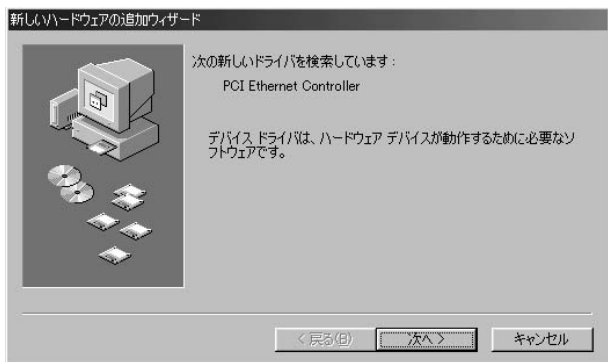 新しいハードウェアの追加ウィザード
次の新しいドライバを検索しています :
PCI Ethernet Controller
デバイス ドライバは、ハードウェア デバイスが動作するために必要なソ
フトウェアです。
< 戻る(B)
次へ >
キャンセル